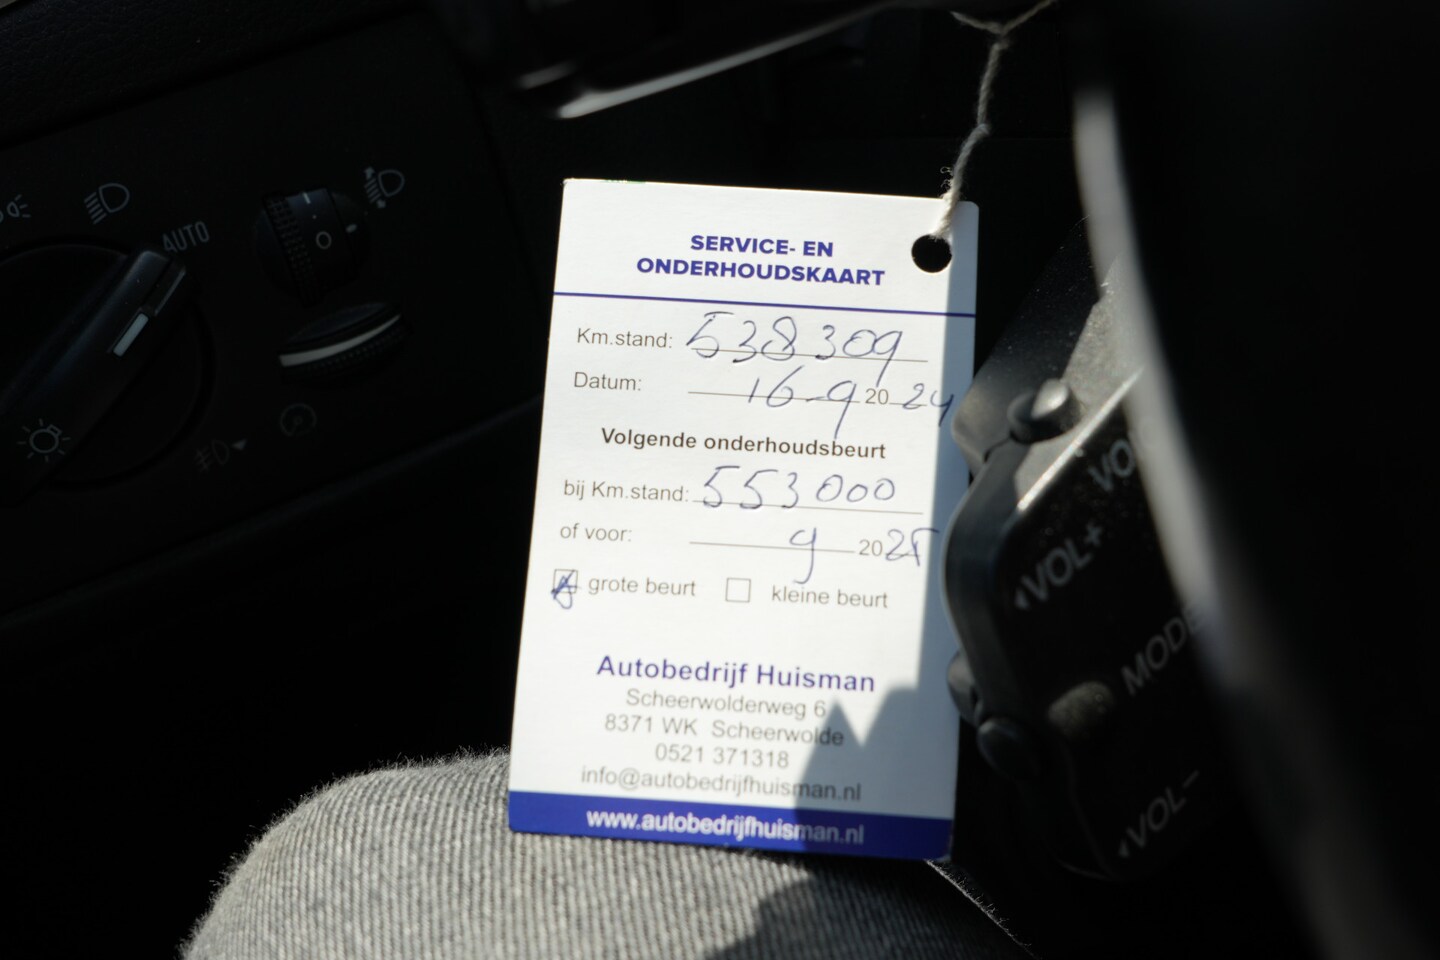 AUTO
SERVICE- EN
ONDERHOUDSKAART
Km.stand: 538309
Datum: 16-9 2024
Volgende onderhoudsbeurt
bij Km.stand: 553000
of voor: 9 2025
grote beurt kleine beurt
Autobedrijf Huisman
Scheerwolderweg 6
8371 WK Scheerwolde
0521 371318
info@autobedrijfhuisman.nl
www.autobedrijfhuisman.nl
VO
VOL+
MODE
VOL-